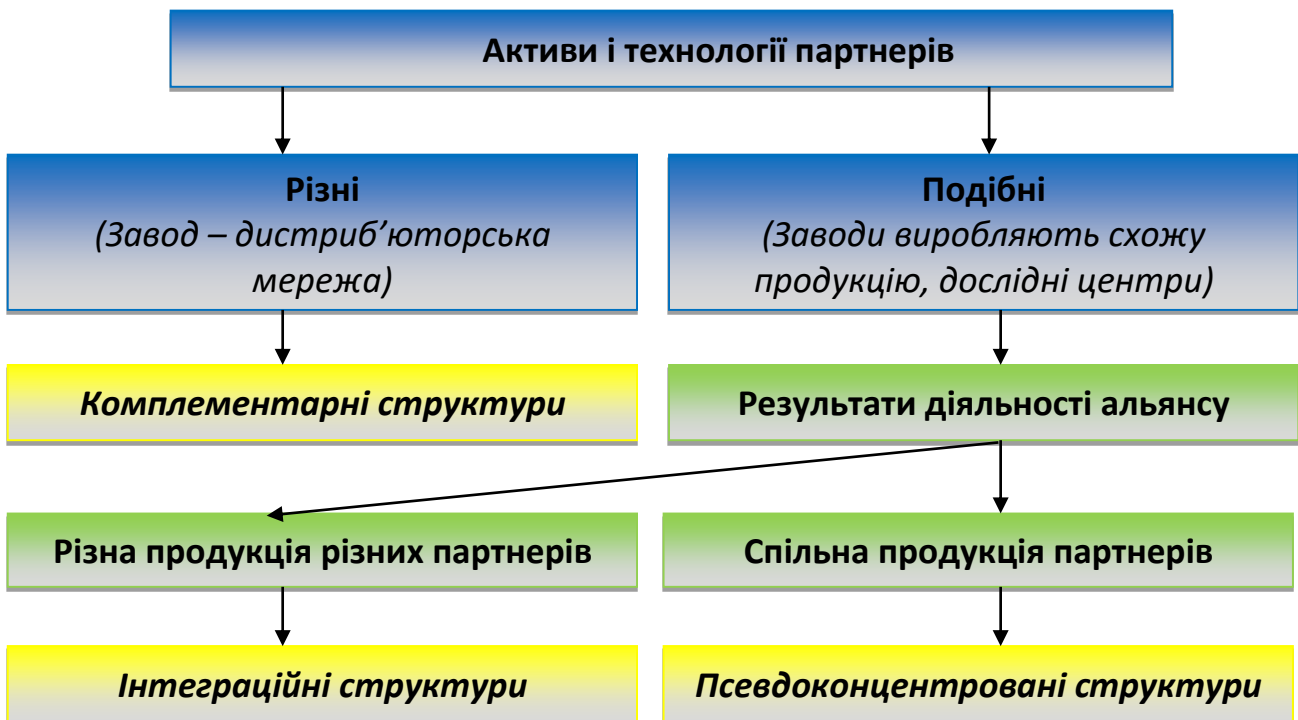 Активи і технології партнерів
Різні
(Завод – дистриб’юторська
мережа)
Подібні
(Заводи виробляють схожу
продукцію, дослідні центри)
Комплементарні структури
Результати діяльності альянсу
Різна продукція різних партнерів
Спільна продукція партнерів
Інтеграційні структури
Псевдоконцентровані структури